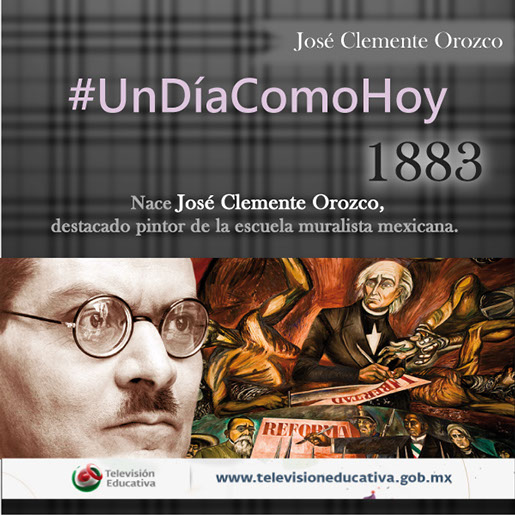 José Clemente Orozco
#UnDíaComoHoy
1883
Nace José Clemente Orozco,
destacado pintor de la escuela muralista mexicana.
LIBERTAD
REFORMA
Televisión
Educativa
www.televisioneducativa.gob.mx